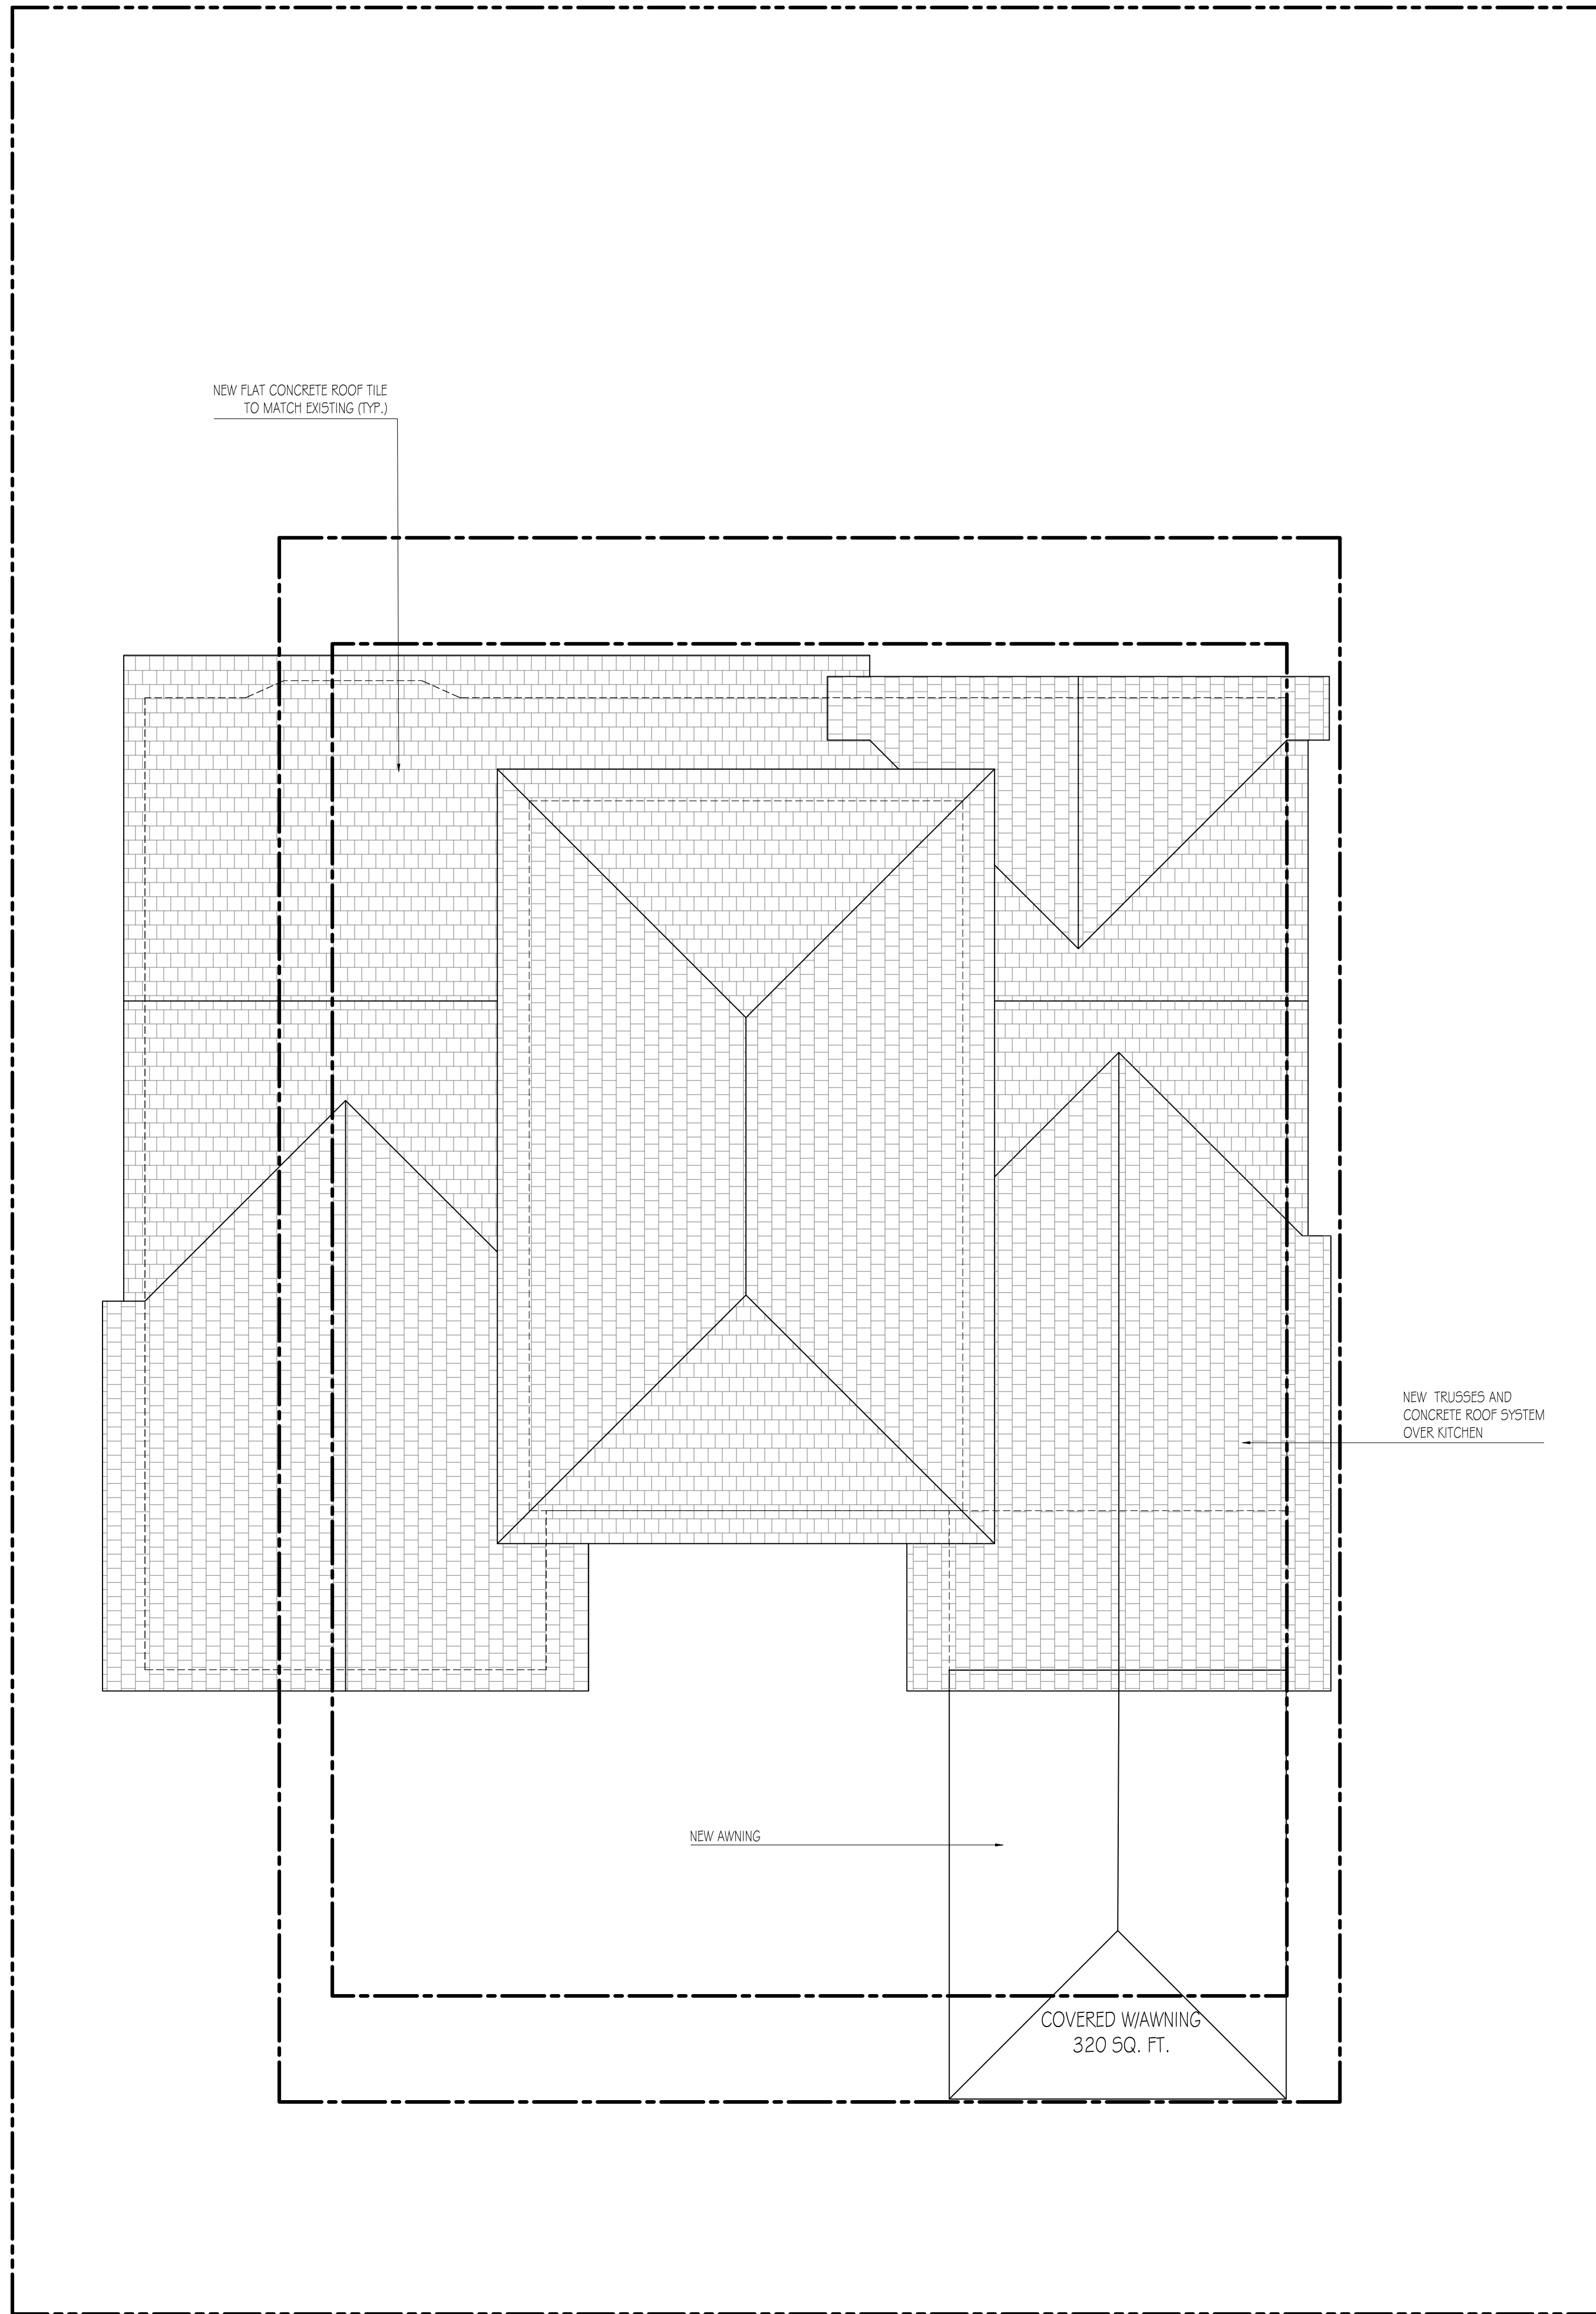 NEW FLAT CONCRETE ROOF TILE
TO MATCH EXISTING (TYP.)
NEW TRUSSES AND
CONCRETE ROOF SYSTEM
OVER KITCHEN
NEW AWNING
COVERED W/AWNING
320 SQ. FT.